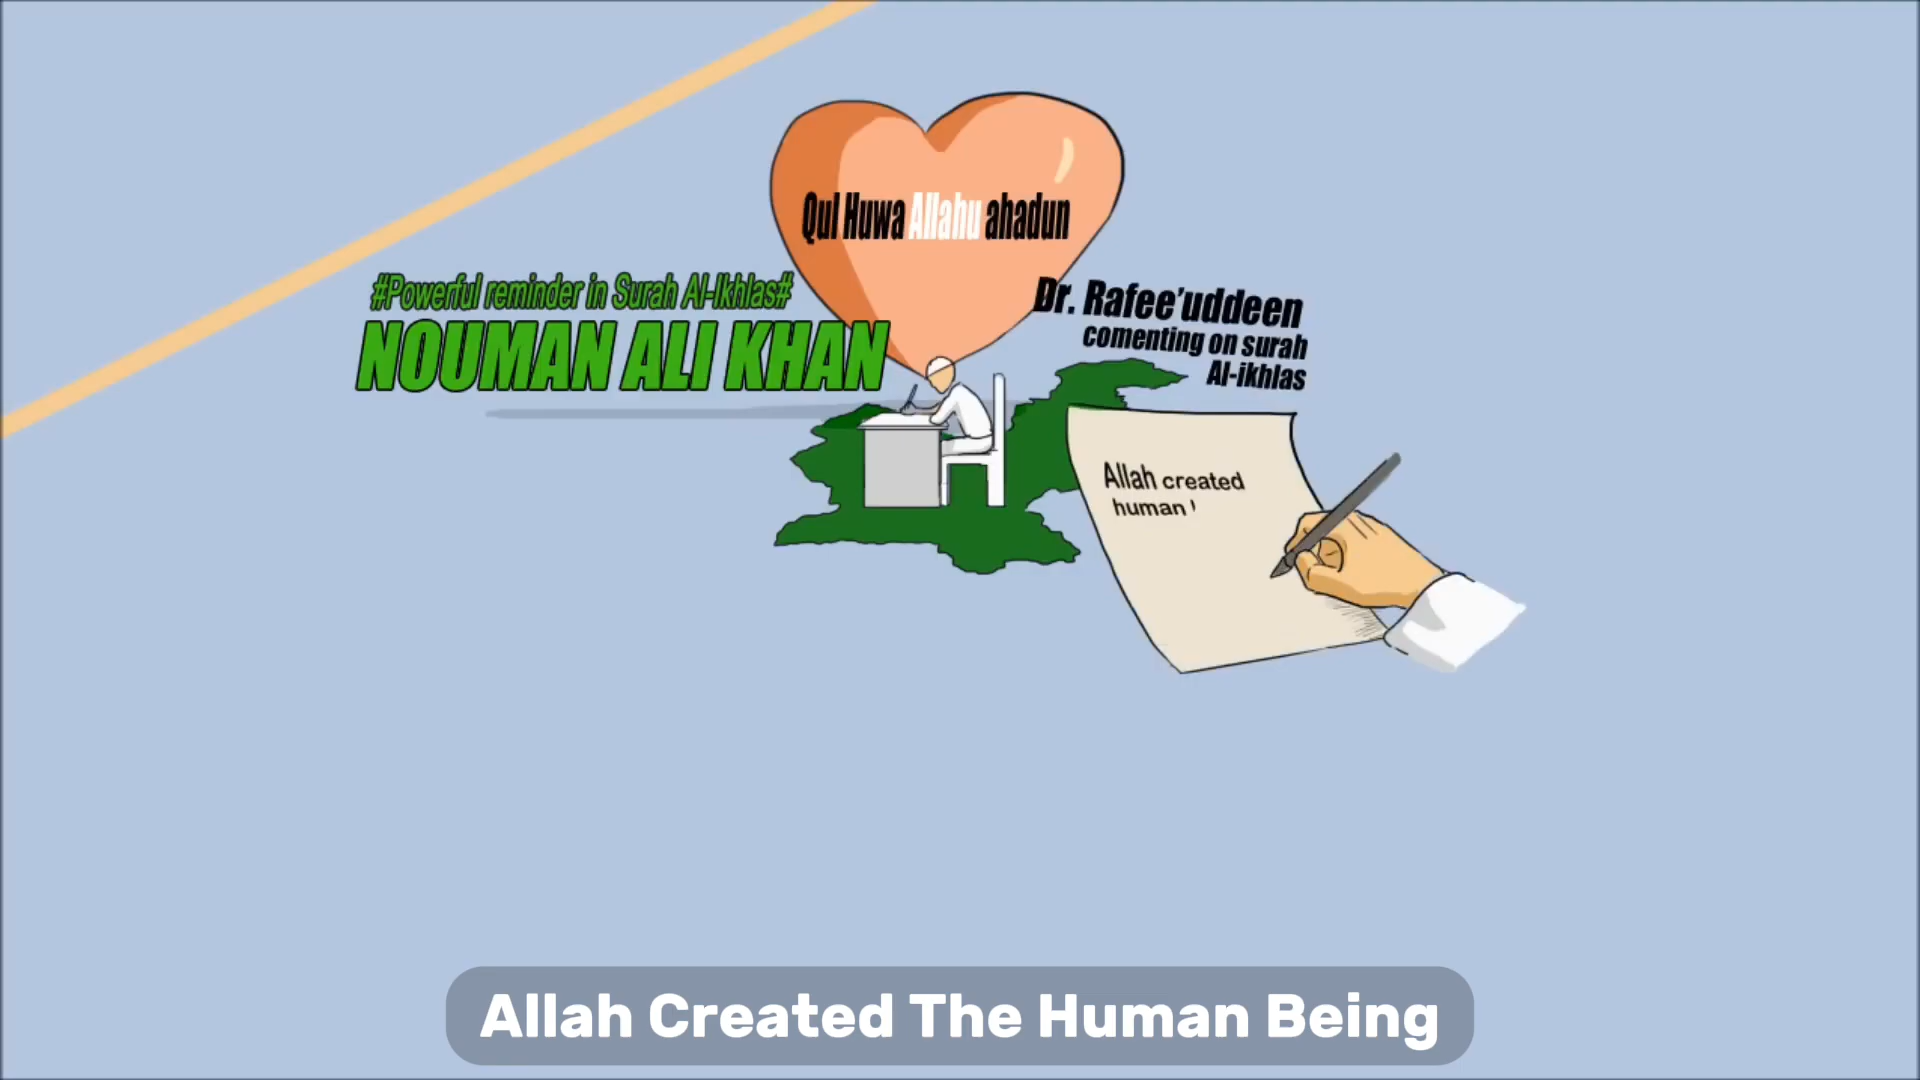 Qul Huwa Allahu ahadun
#Powerful reminder in Surah Al-Ikhlas#
NOUMAN ALI KHAN
Dr. Rafee'uddeen
comenting on surah
Al-ikhlas
Allah created
human
Allah Created The Human Being